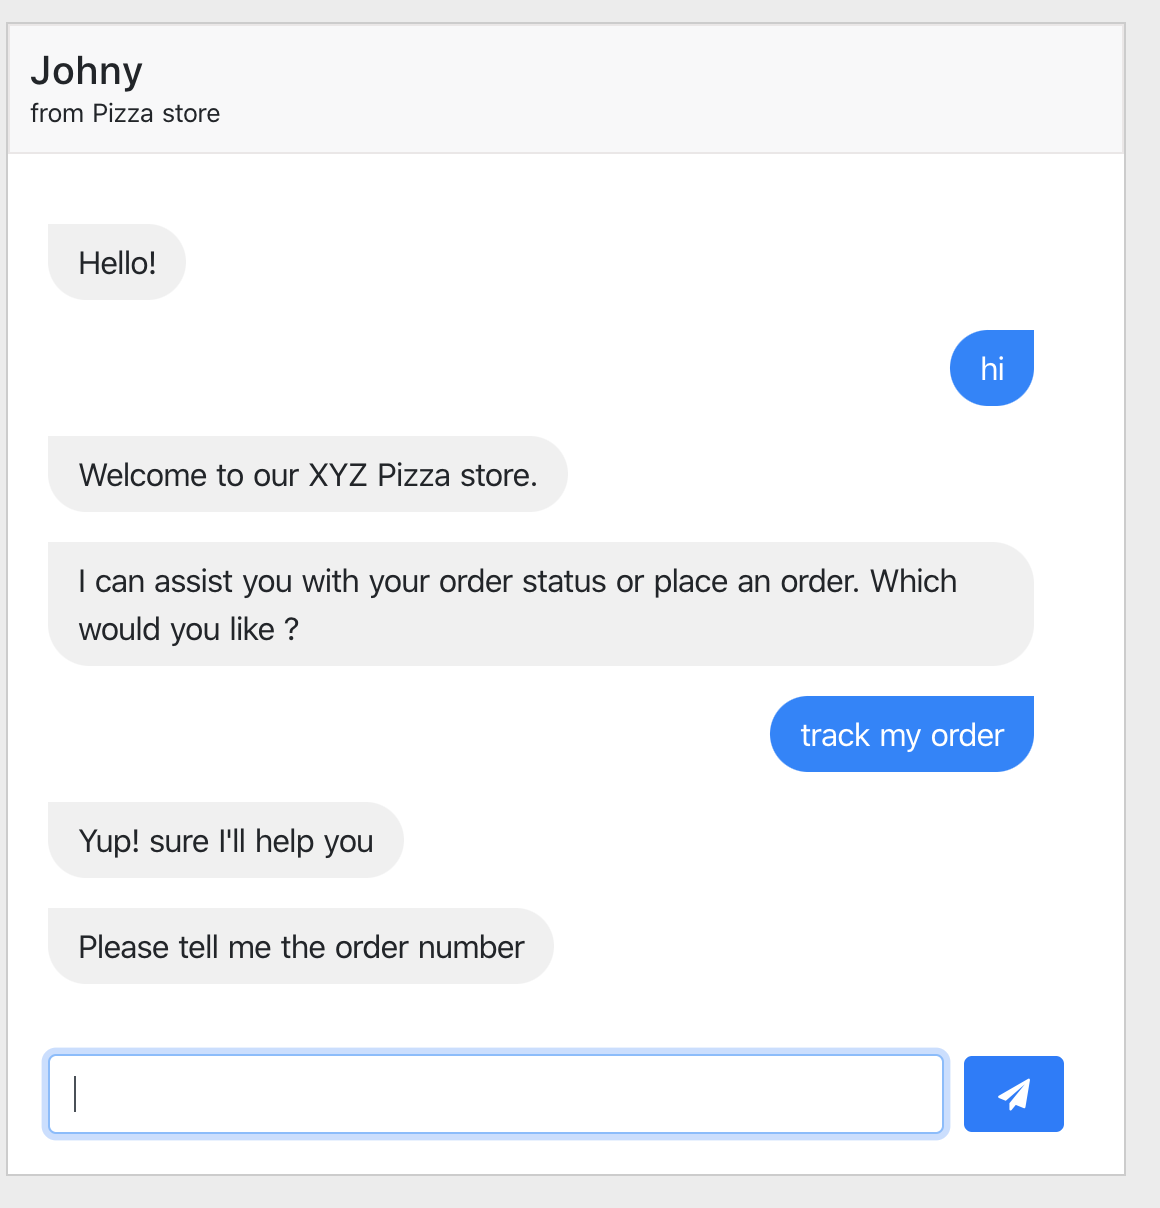 Johny
from Pizza store
Hello!
hi
Welcome to our XYZ Pizza store.
I can assist you with your order status or place an order. Which
would you like ?
track my order
Yup! sure I'll help you
Please tell me the order number